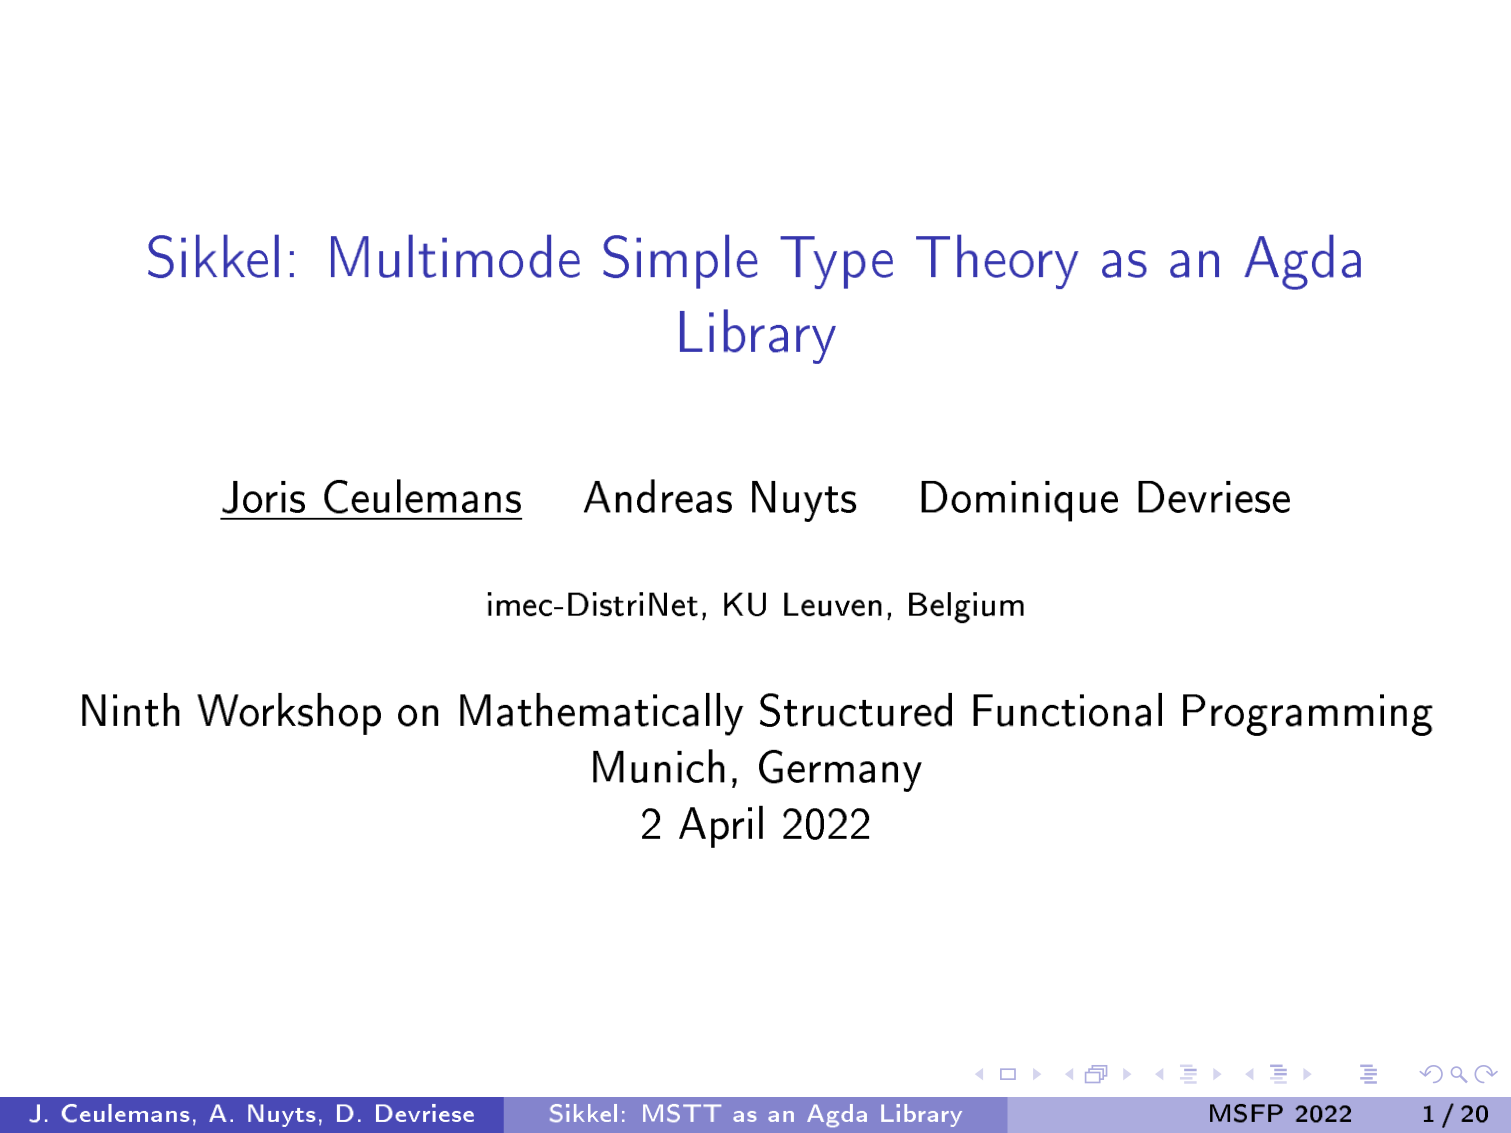 Sikkel: Multimode Simple Type Theory as an Agda
Library
Joris Ceulemans Andreas Nuyts Dominique Devriese
imec-DistriNet, KU Leuven, Belgium
Ninth Workshop on Mathematically Structured Functional Programming
Munich, Germany
2 April 2022
J. Ceulemans, A. Nuyts, D. Devriese Sikkel: MSTT as an Agda Library MSFP 2022 1 / 20